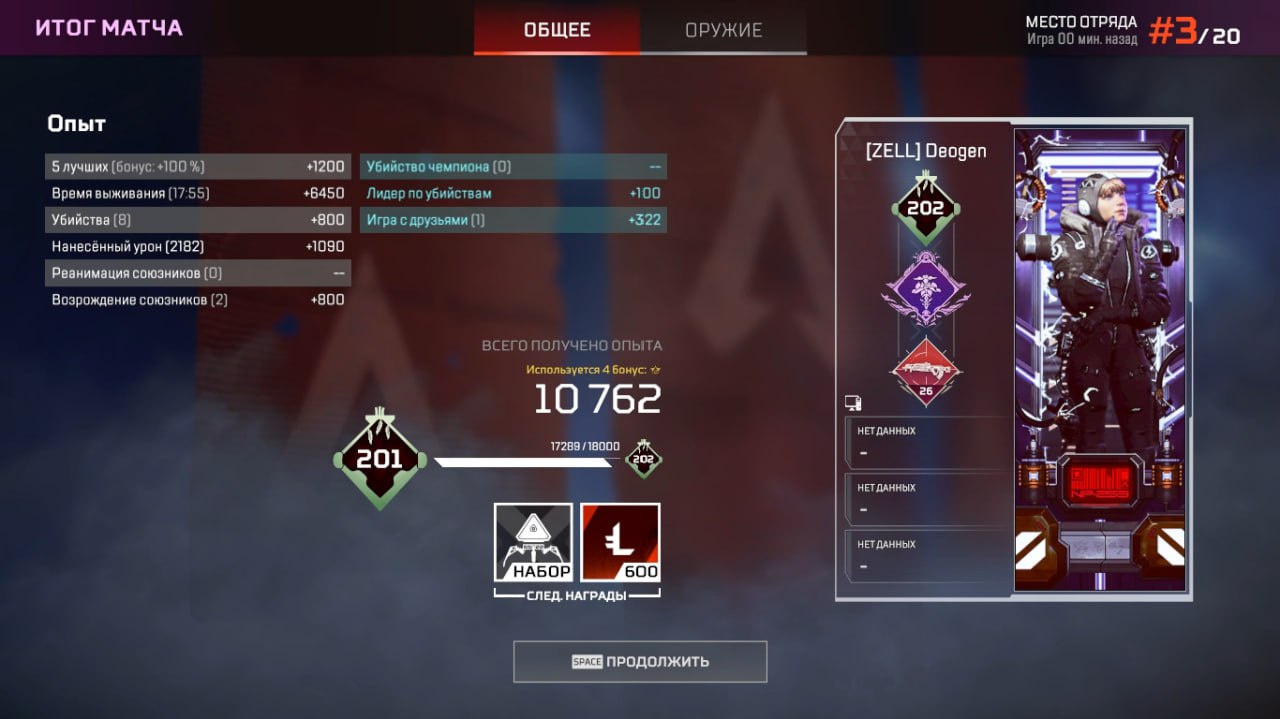 ИТОГ МАТЧА
ОБЩЕЕ
ОРУЖИЕ
МЕСТО ОТРЯДА
Игра 00 мин. назад
#3/20
Опыт
5 лучших (бонус: +100 %) +1200
Время выживания (17:55) +6450
Убийства (8) +800
Нанесённый урон (2182) +1090
Реанимация союзников (0) --
Возрождение союзников (2) +800
Убийство чемпиона (0) --
Лидер по убийствам +100
Игра с друзьями (1) +322
ВСЕГО ПОЛУЧЕНО ОПЫТА
Используется 4 бонус:
10 762
17289/18000
201
202
НАБОР
600
СЛЕД. НАГРАДЫ
SPACE ПРОДОЛЖИТЬ
[ZELL] Deogen
202
26
НЕТ ДАННЫХ
-
НЕТ ДАННЫХ
-
НЕТ ДАННЫХ
-